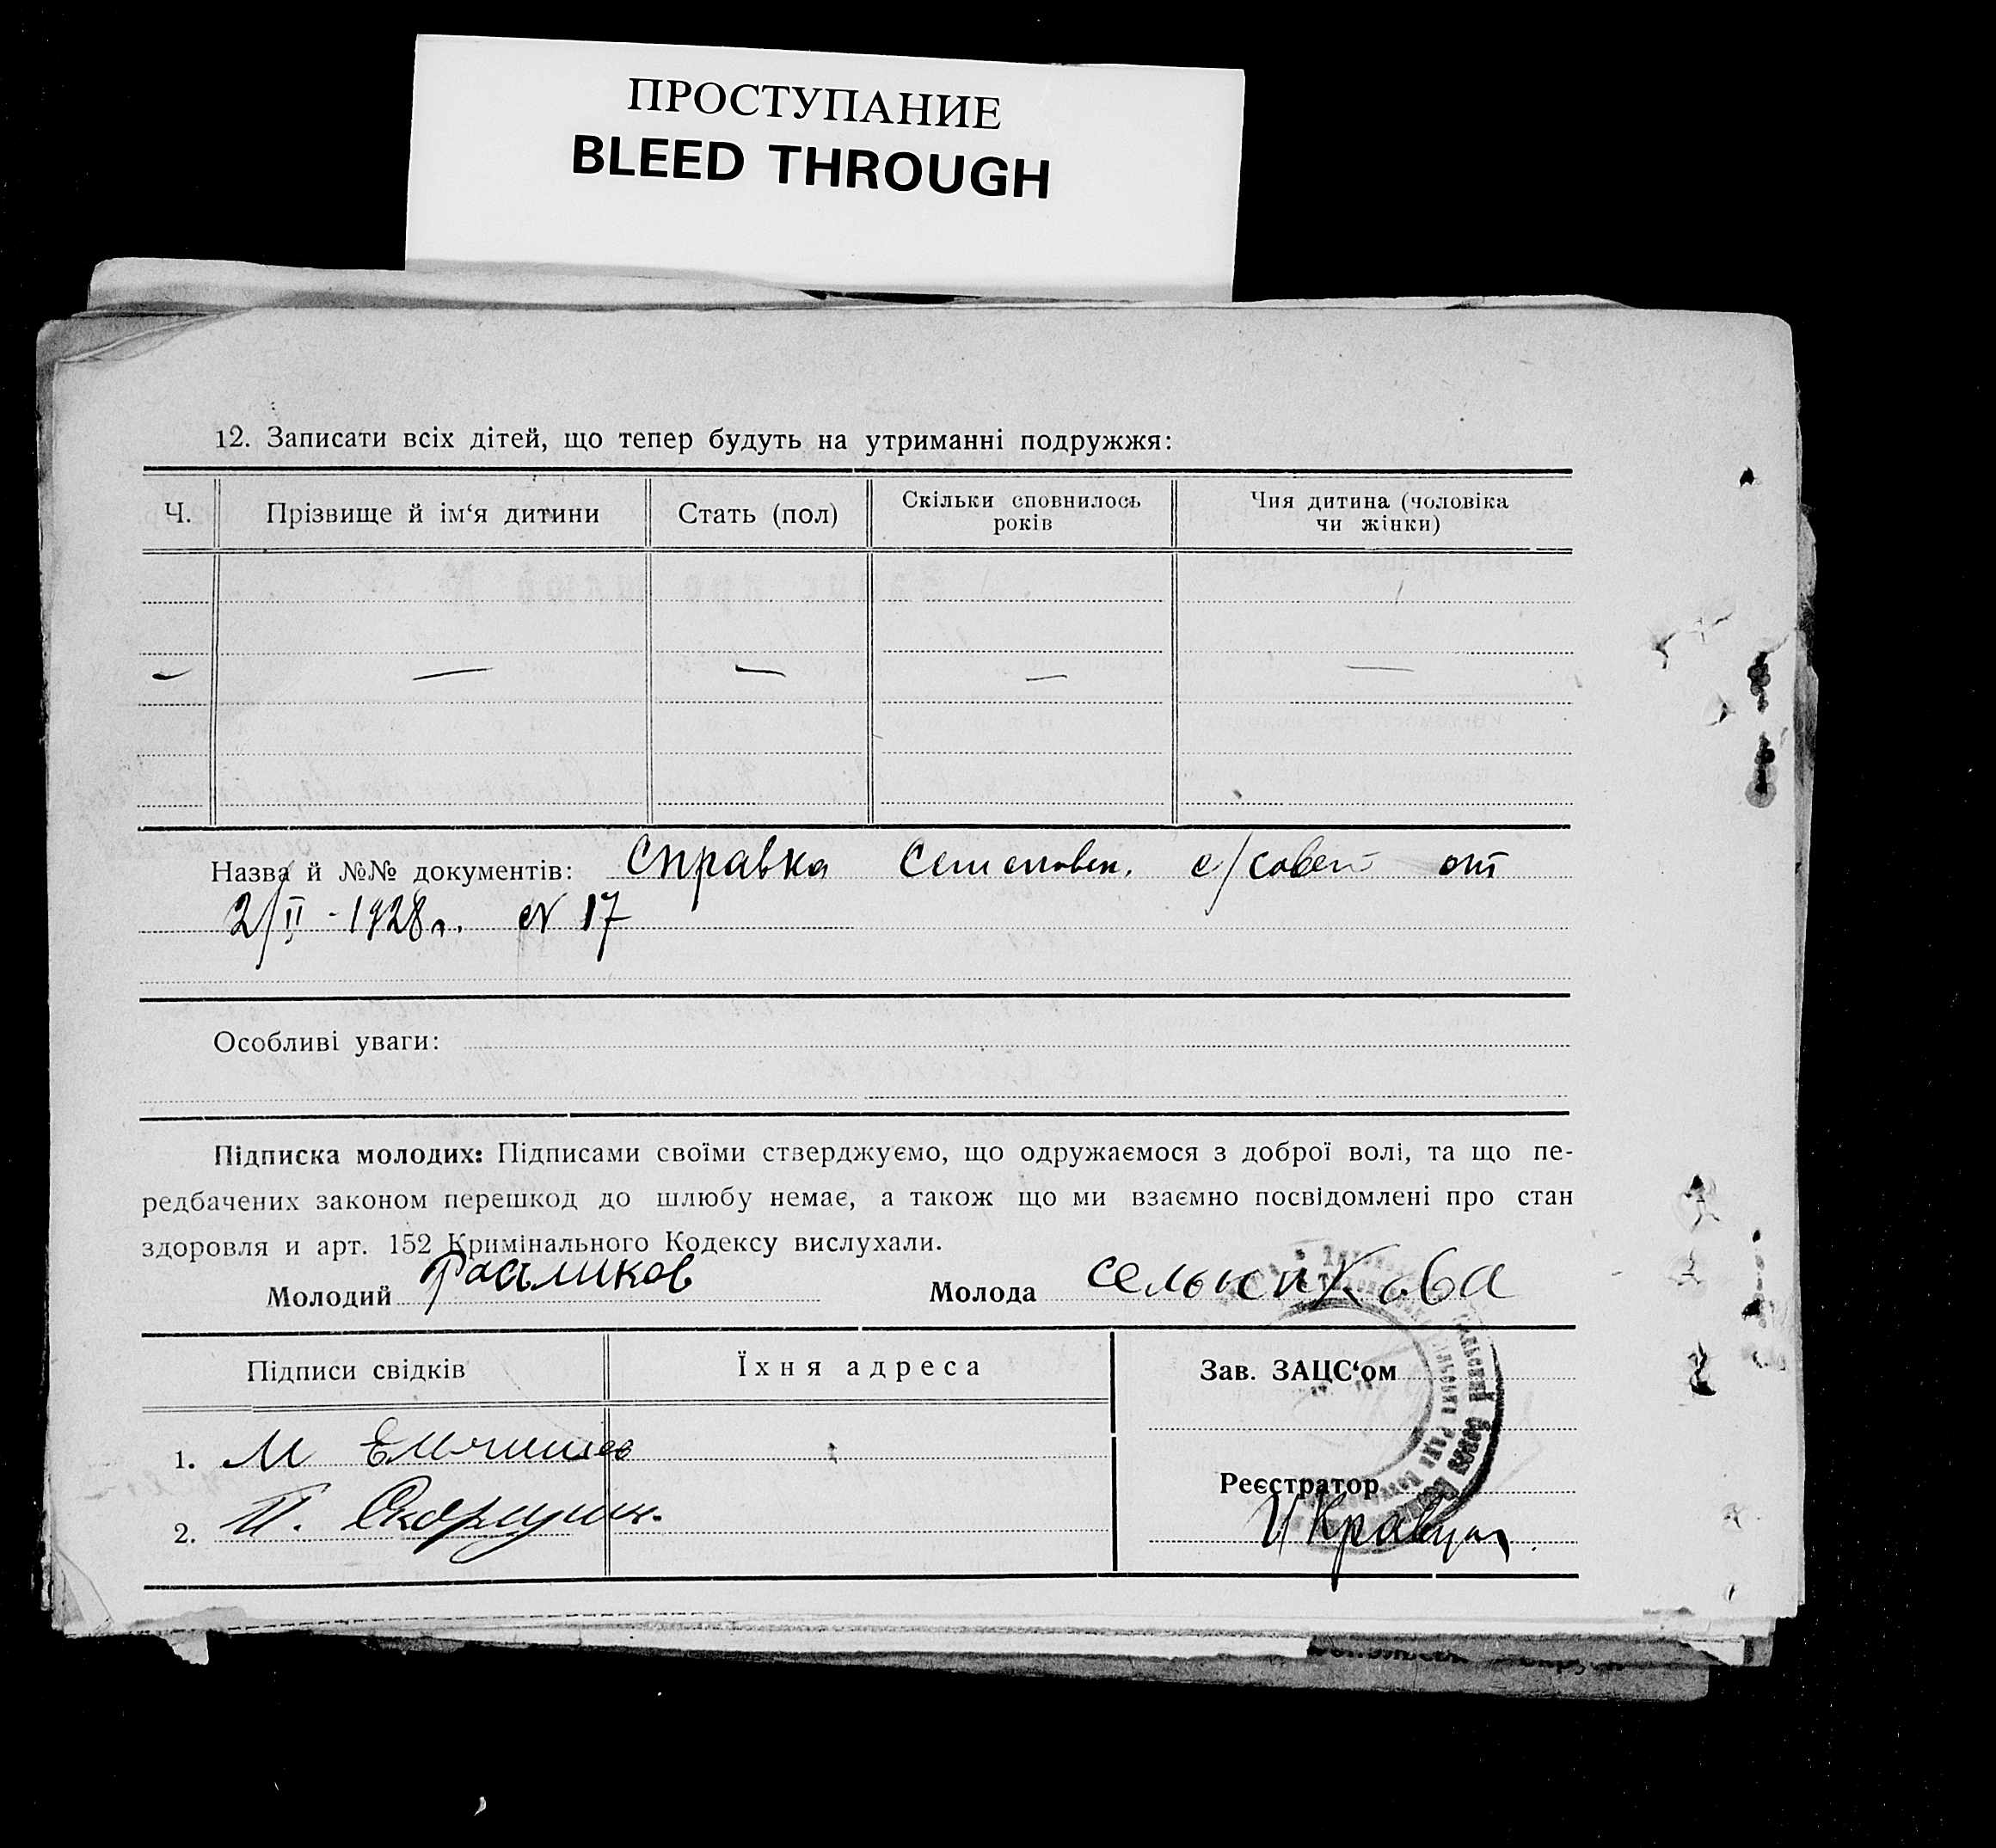 ПРОСТУПАНИЕ
BLEED THROUGH
12. Записати всіх дітей, що тепер будуть на утриманні подружжя:
Ч.
Прізвище й ім‘я дитини
Стать (пол)
Скільки сповнилось
років
Чия дитина (чоловіка
чи жінки)
— — — — —
Назва й №№ документів: Справка с/совет от
2/II - 1928 г. № 17
Особливі уваги:
Підписка молодих: Підписами своїми стверджуємо, що одружаємося з доброї волі, та що пе-
редбачених законом перешкод до шлюбу немає, а також що ми взаємно посвідомлені про стан
здоровля и арт. 152 Кримінального Кодексу вислухали.
Молодий
Молода сельникова
Підписи свідків
Їхня адреса
Зав. ЗАЦС‘ом
1. М
2. П.
Реєстратор
И Кравцов